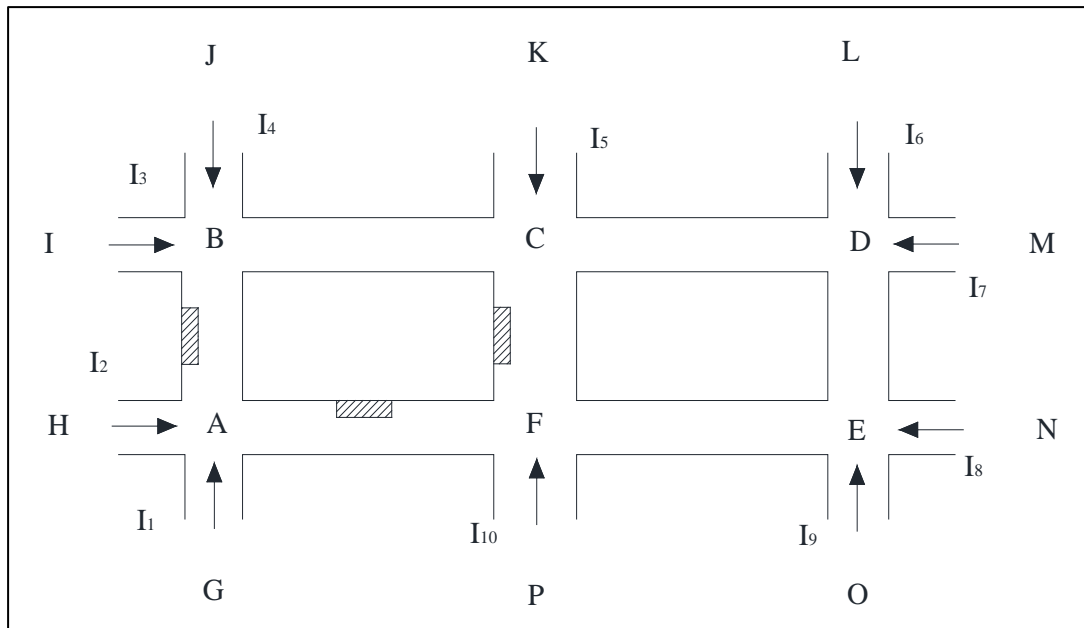 J K L
I₄ I₅ I₆
I₃
I B C D M
I₇
I₂
H A F E N
I₈
I₁ I₁₀ I₉
G P O